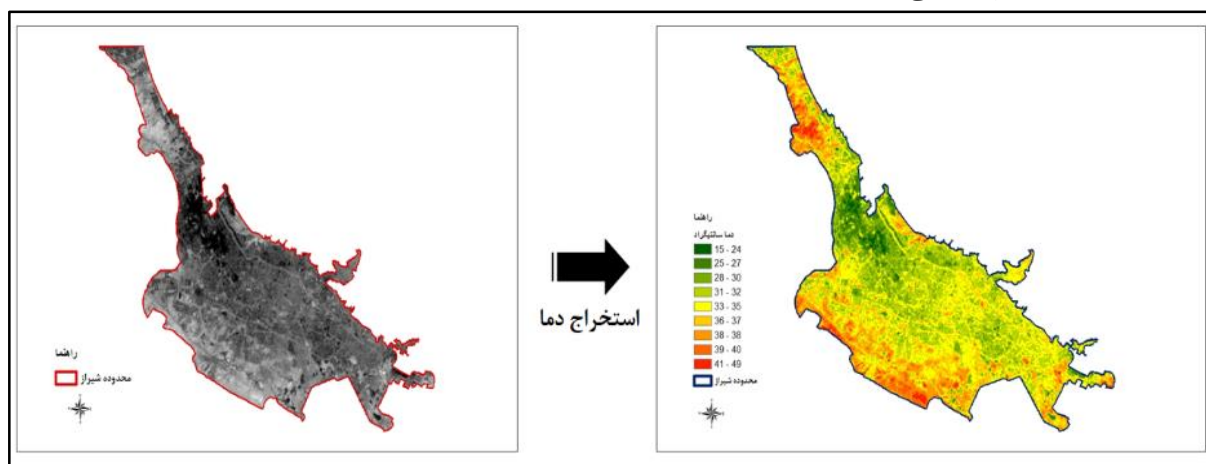 راهنما
محدوده شیراز
استخراج دما
راهنما
دما سانتیگراد
15 - 24
25 - 27
28 - 30
31 - 32
33 - 35
36 - 37
38 - 38
39 - 40
41 - 49
محدوده شیراز